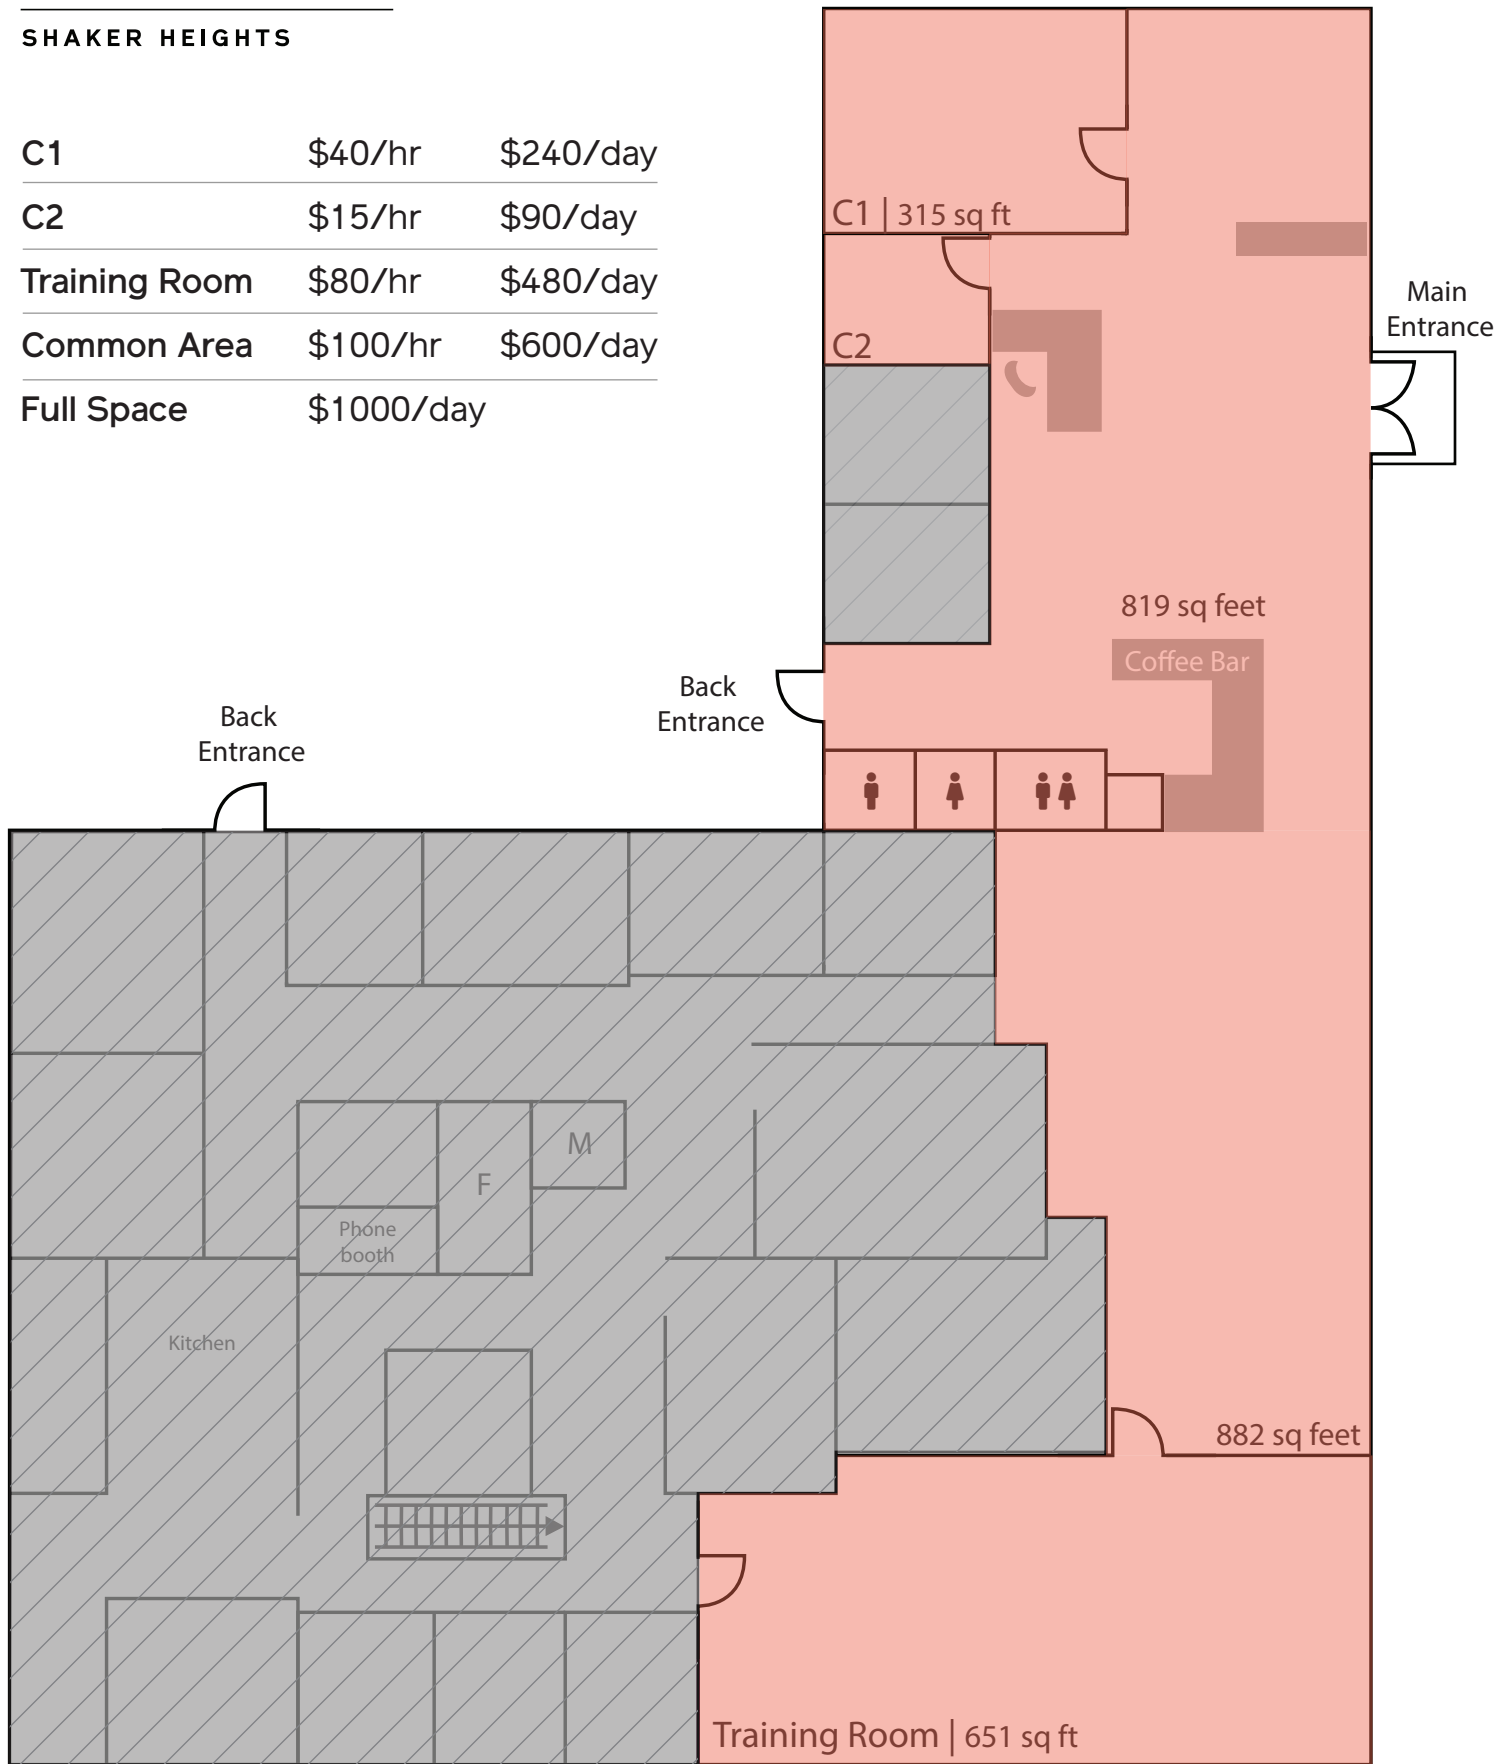 SHAKER HEIGHTS
C1 $40/hr $240/day
C2 $15/hr $90/day
Training Room $80/hr $480/day
Common Area $100/hr $600/day
Full Space $1000/day
C1 | 315 sq ft
Main
Entrance
C2
819 sq feet
Coffee Bar
Back
Entrance
Back
Entrance
M
F
Phone
booth
Kitchen
882 sq feet
Training Room | 651 sq ft